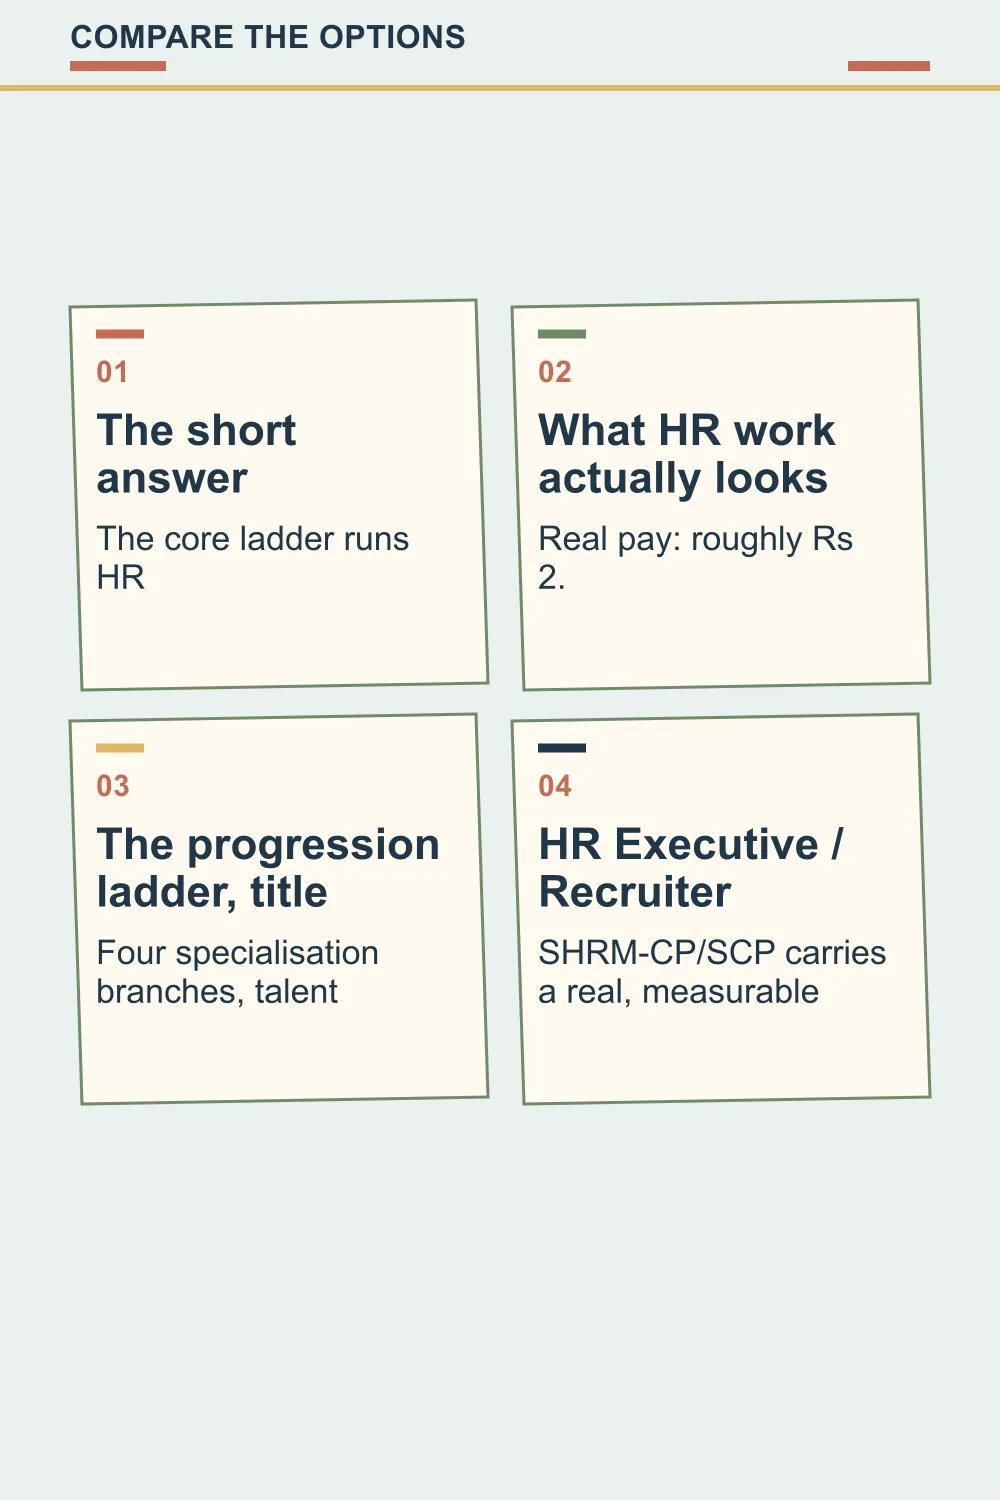 COMPARE THE OPTIONS
01
The short
answer
The core ladder runs
HR
02
What HR work
actually looks
Real pay: roughly Rs
2.
03
The progression
ladder, title
Four specialisation
branches, talent
04
HR Executive /
Recruiter
SHRM-CP/SCP carries
a real, measurable